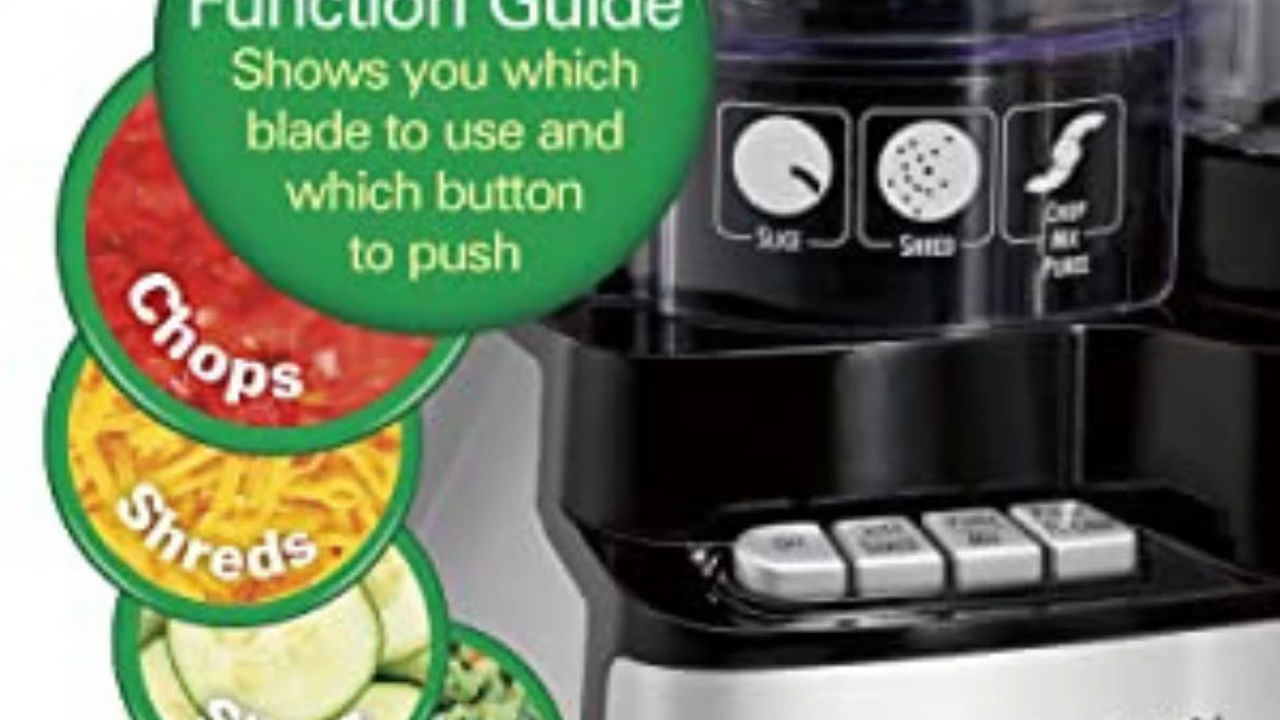 Function Guide
Shows you which
blade to use and
which button
to push
Chops
Shreds
SLICE
SHRED
CHOP
MIX
PUREE